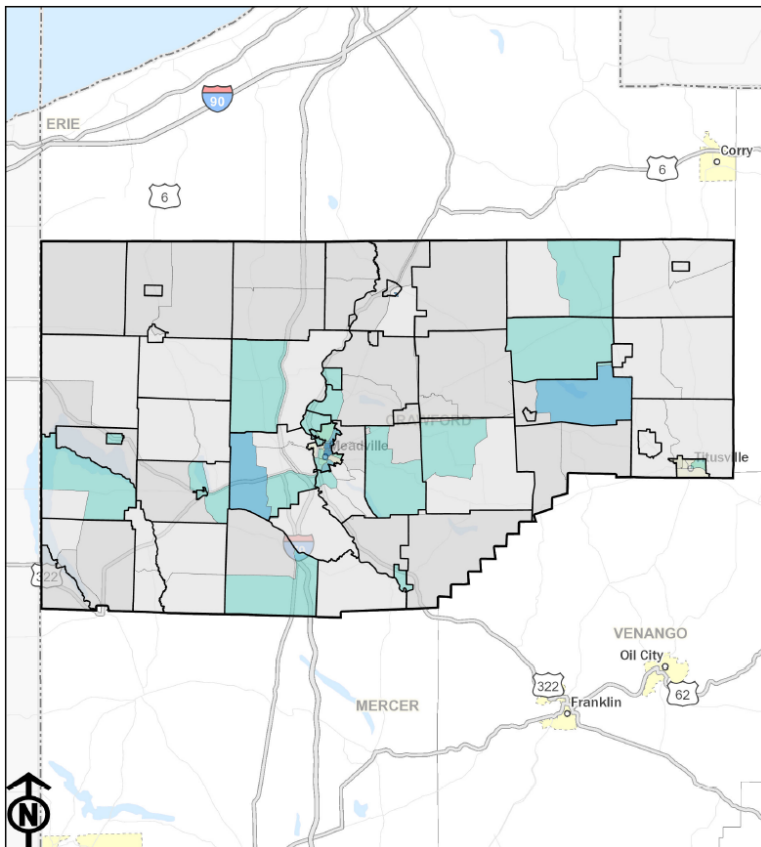 90
ERIE
Corry
6
6
CRAWFORD
Meadville
Titusville
322
VENANGO
Oil City
322
62
Franklin
MERCER
N